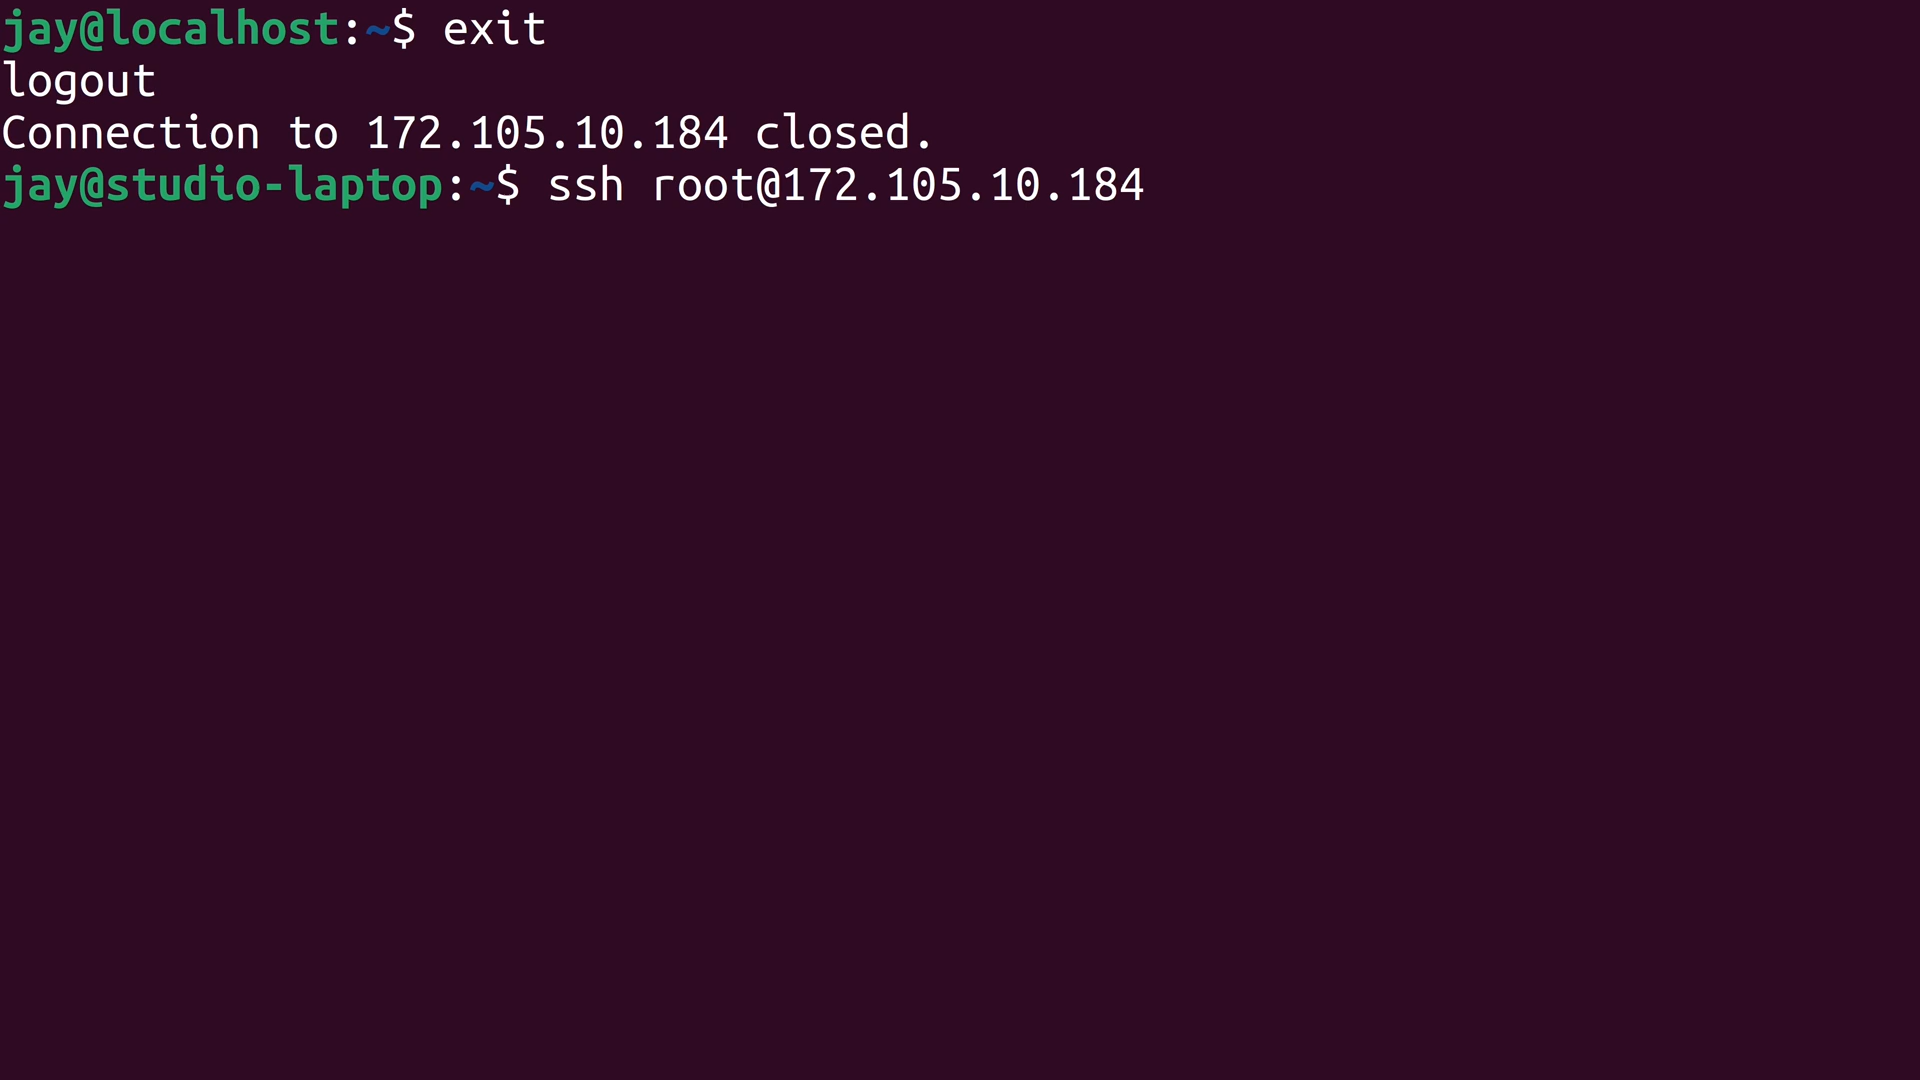 jay@localhost:~$ exit
logout
Connection to 172.105.10.184 closed.
jay@studio-laptop:~$ ssh root@172.105.10.184